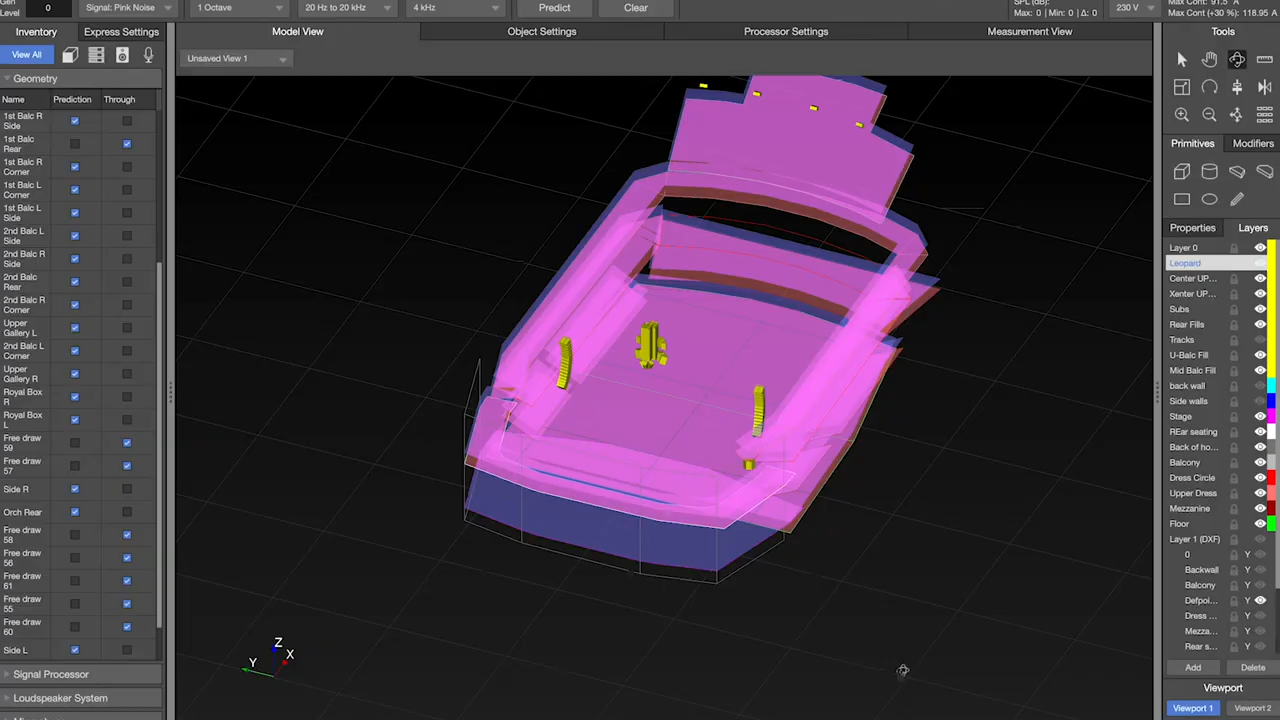 Gen
Level
0
Signal: Pink Noise
1 Octave
20 Hz to 20 kHz
4 kHz
Predict
Clear
SPL (dB):
Max: 0 | Min: 0 | Δ: 0
230 V
Max Cont: 91.5 A
Max Cont (+30 %): 118.95 A
Inventory
Express Settings
Model View
Object Settings
Processor Settings
Measurement View
Tools
View All
Unsaved View 1
Geometry
Name
Prediction
Through
1st Balc R
Side
1st Balc
Rear
1st Balc R
Corner
1st Balc L
Corner
1st Balc L
Side
2nd Balc L
Side
2nd Balc R
Side
2nd Balc
Rear
2nd Balc R
Corner
Upper
Gallery L
2nd Balc L
Corner
Upper
Gallery R
Royal Box
R
Royal Box
L
Free draw
59
Free draw
57
Side R
Orch Rear
Free draw
58
Free draw
56
Free draw
61
Free draw
55
Free draw
60
Side L
Signal Processor
Loudspeaker System
Z
X
Y
Primitives
Modifiers
Properties
Layers
Layer 0
Leopard
Center UP...
Xenter UP...
Subs
Rear Fills
Tracks
U-Balc Fill
Mid Balc Fill
back wall
Side walls
Stage
REar seating
Back of ho...
Balcony
Dress Circle
Upper Dress
Mezzanine
Floor
Layer 1 (DXF)
0
Y
Backwall
Y
Balcony
Y
Defpoi...
Y
Dress ...
Y
Mezza...
Y
Rear s...
Y
Add
Delete
Viewport
Viewport 1
Viewport 2